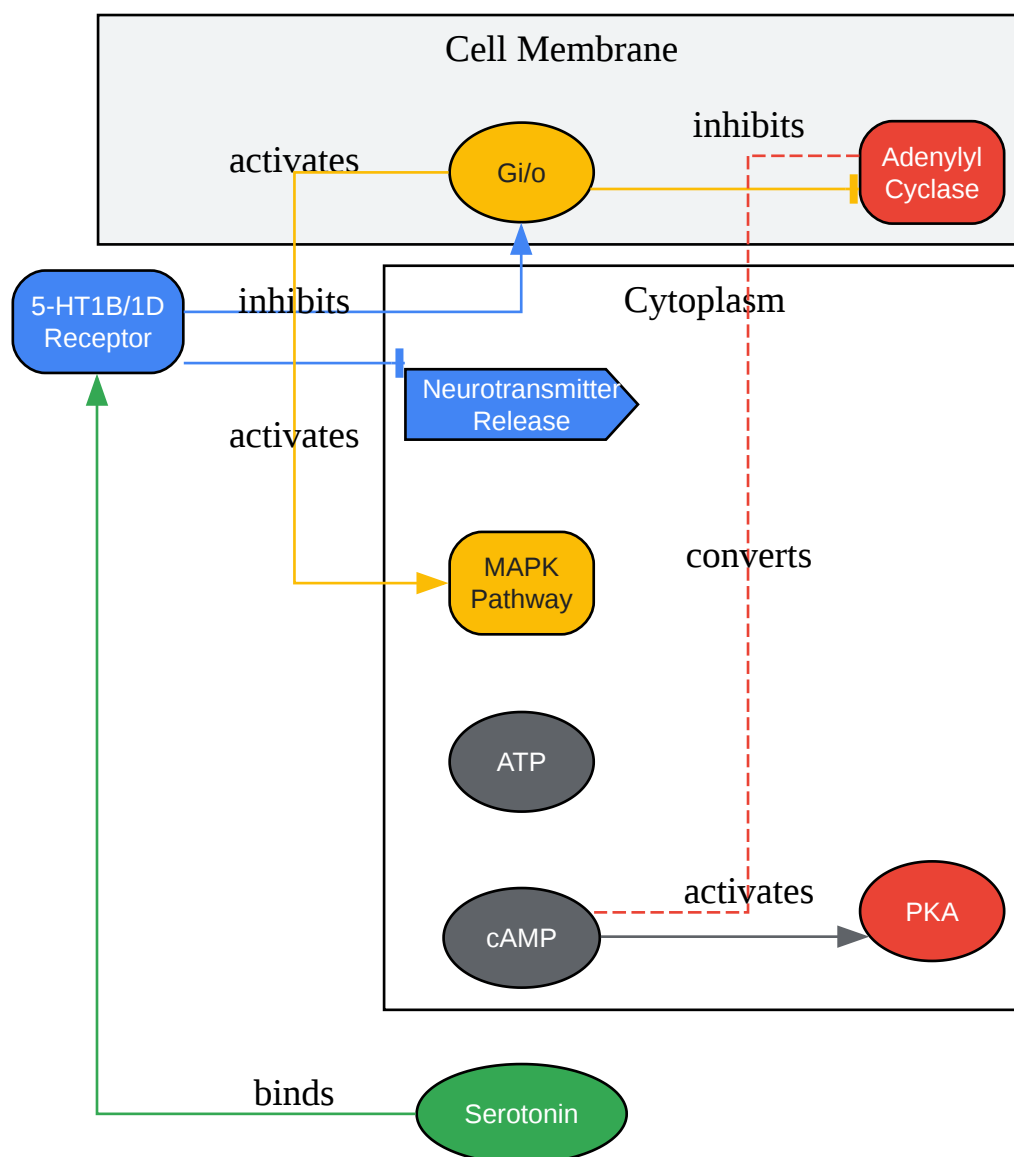 Cell Membrane
inhibits
activates
Gi/o
Adenylyl
Cyclase
5-HT1B/1D
Receptor
inhibits
Cytoplasm
Neurotransmitter
Release
activates
converts
MAPK
Pathway
ATP
activates
cAMP
PKA
binds
Serotonin